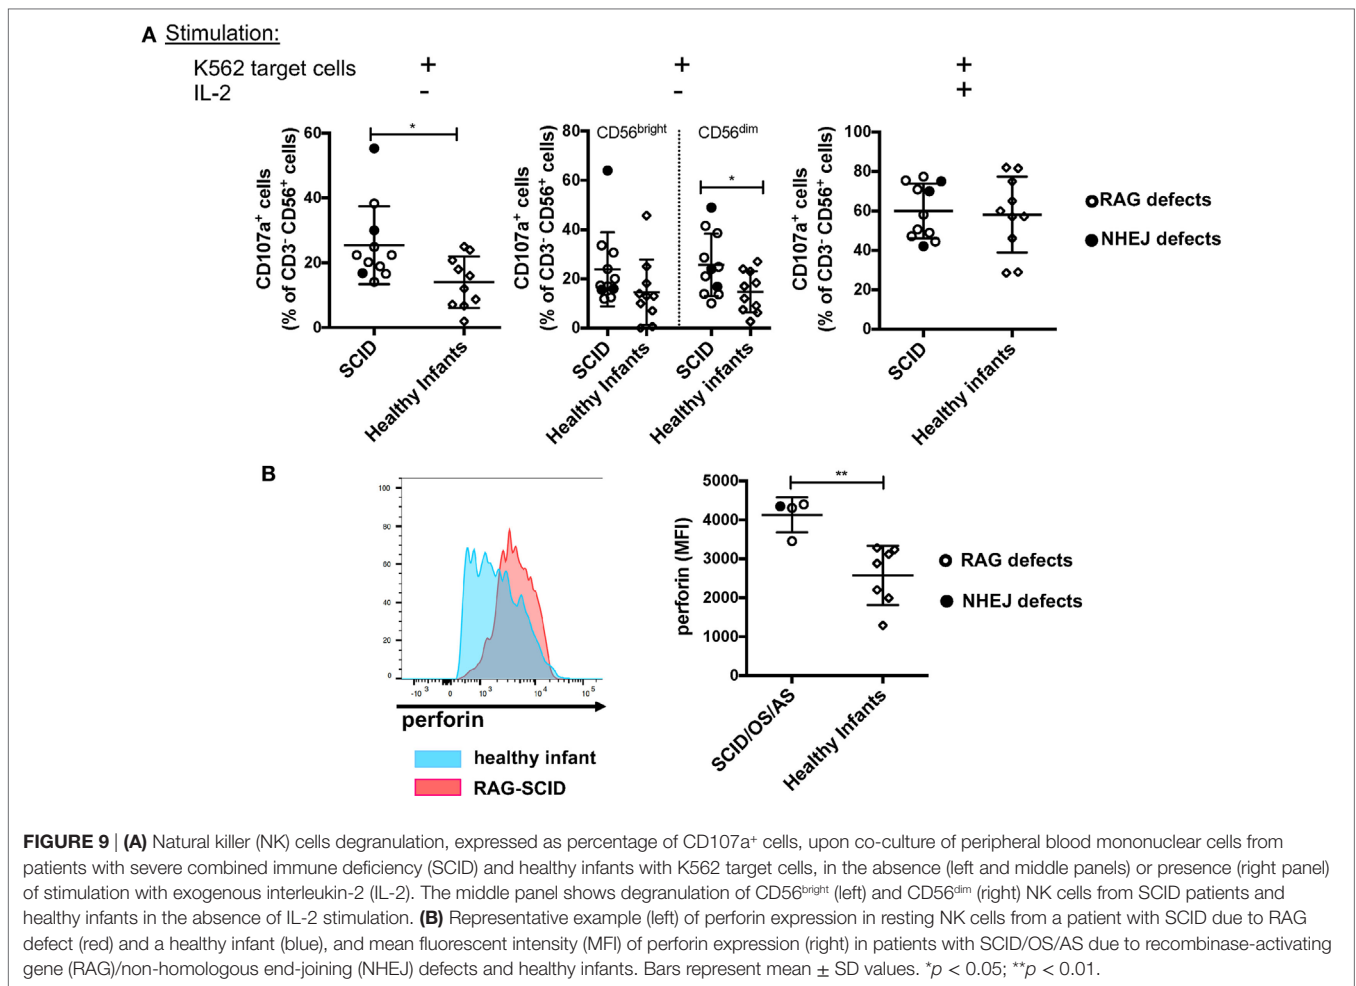 A Stimulation:
K562 target cells + + +
IL-2 - - +
CD107a⁺ cells
(% of CD3⁻ CD56⁺ cells)
60
40
20
0
*
SCID
Healthy Infants
CD107a⁺ cells
(% of CD3⁻ CD56⁺ cells)
80
60
40
20
0
CD56bright CD56dim
*
SCID
Healthy Infants
SCID
Healthy infants
CD107a⁺ cells
(% of CD3⁻ CD56⁺ cells)
100
80
60
40
20
0
SCID
Healthy infants
RAG defects
NHEJ defects
B
100
80
60
40
20
0
-10³ 0 10³ 10⁴ 10⁵
perforin
healthy infant
RAG-SCID
perforin (MFI)
5000
4000
3000
2000
1000
0
**
SCID/OS/AS
Healthy Infants
RAG defects
NHEJ defects
FIGURE 9 | (A) Natural killer (NK) cells degranulation, expressed as percentage of CD107a⁺ cells, upon co-culture of peripheral blood mononuclear cells from
patients with severe combined immune deficiency (SCID) and healthy infants with K562 target cells, in the absence (left and middle panels) or presence (right panel)
of stimulation with exogenous interleukin-2 (IL-2). The middle panel shows degranulation of CD56bright (left) and CD56dim (right) NK cells from SCID patients and
healthy infants in the absence of IL-2 stimulation. (B) Representative example (left) of perforin expression in resting NK cells from a patient with SCID due to RAG
defect (red) and a healthy infant (blue), and mean fluorescent intensity (MFI) of perforin expression (right) in patients with SCID/OS/AS due to recombinase-activating
gene (RAG)/non-homologous end-joining (NHEJ) defects and healthy infants. Bars represent mean ± SD values. *p < 0.05; **p < 0.01.